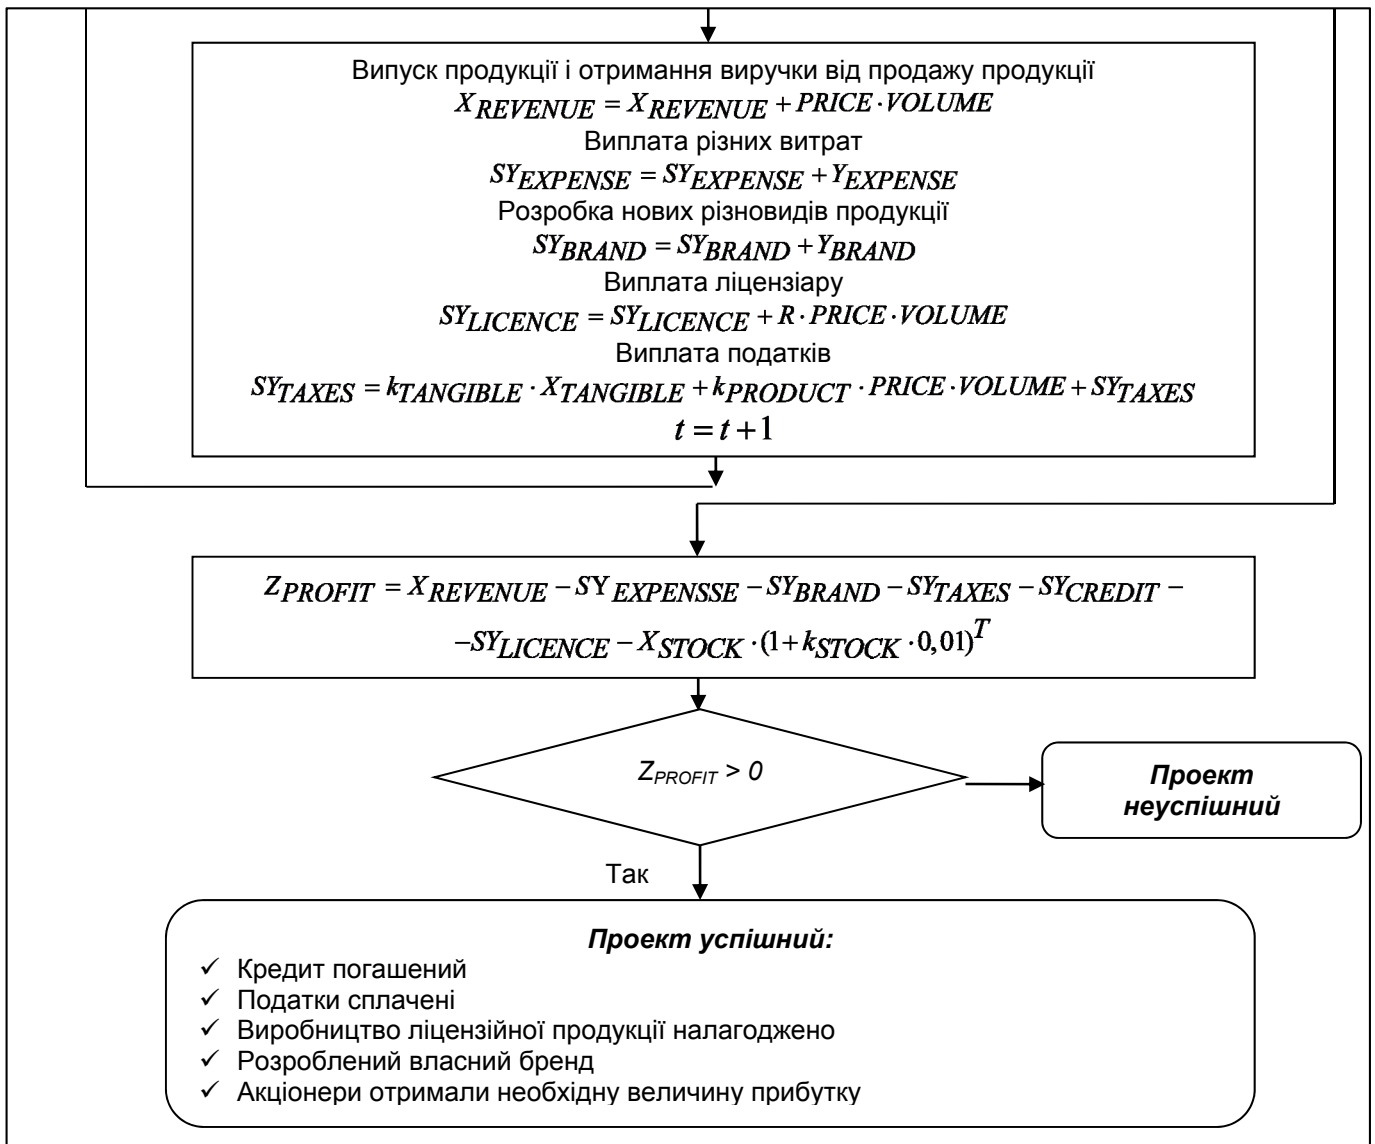 Випуск продукції і отримання виручки від продажу продукції
X_REVENUE = X_REVENUE + PRICE · VOLUME
Виплата різних витрат
SY_EXPENSE = SY_EXPENSE + Y_EXPENSE
Розробка нових різновидів продукції
SY_BRAND = SY_BRAND + Y_BRAND
Виплата ліцензіару
SY_LICENCE = SY_LICENCE + R · PRICE · VOLUME
Виплата податків
SY_TAXES = k_TANGIBLE · X_TANGIBLE + k_PRODUCT · PRICE · VOLUME + SY_TAXES
t = t + 1
Z_PROFIT = X_REVENUE − SY_EXPENSSE − SY_BRAND − SY_TAXES − SY_CREDIT −
−SY_LICENCE − X_STOCK · (1 + k_STOCK · 0,01)^T
Z_PROFIT > 0
Проект
неуспішний
Так
Проект успішний:
✓ Кредит погашений
✓ Податки сплачені
✓ Виробництво ліцензійної продукції налагоджено
✓ Розроблений власний бренд
✓ Акціонери отримали необхідну величину прибутку